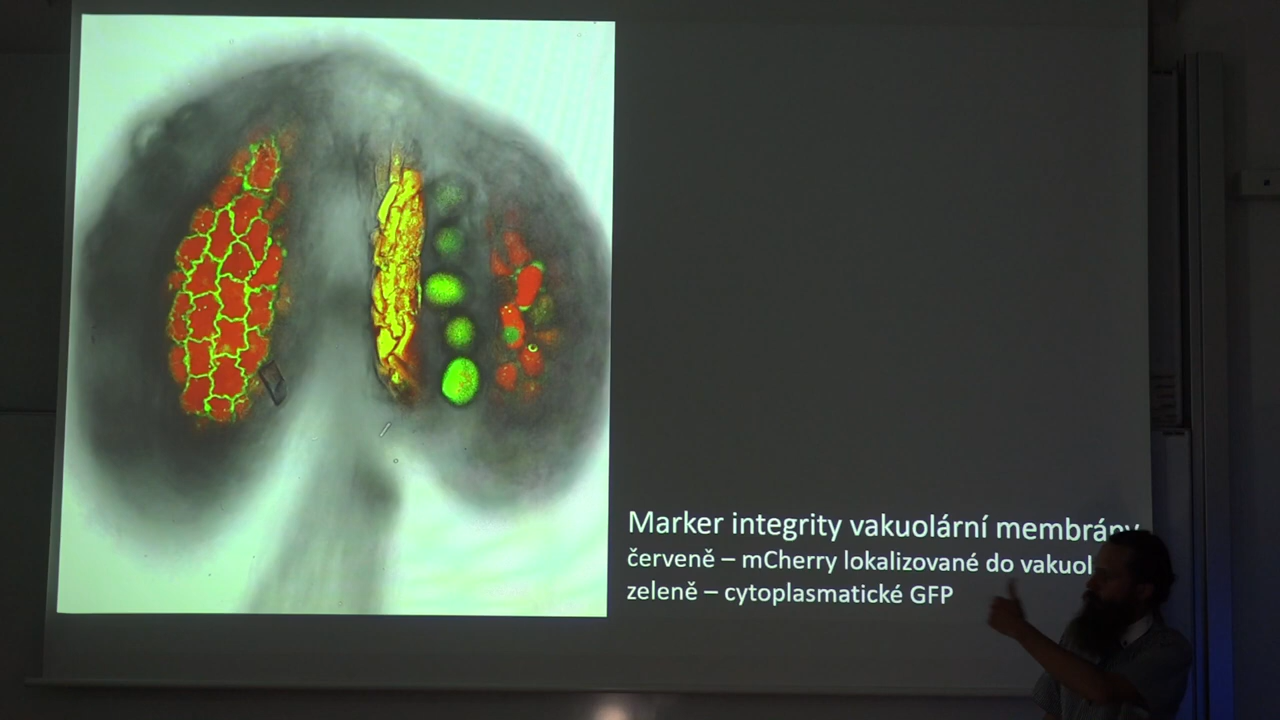 Marker integrity vakuolární membrány
červeně – mCherry lokalizované do vakuol
zeleně – cytoplasmatické GFP